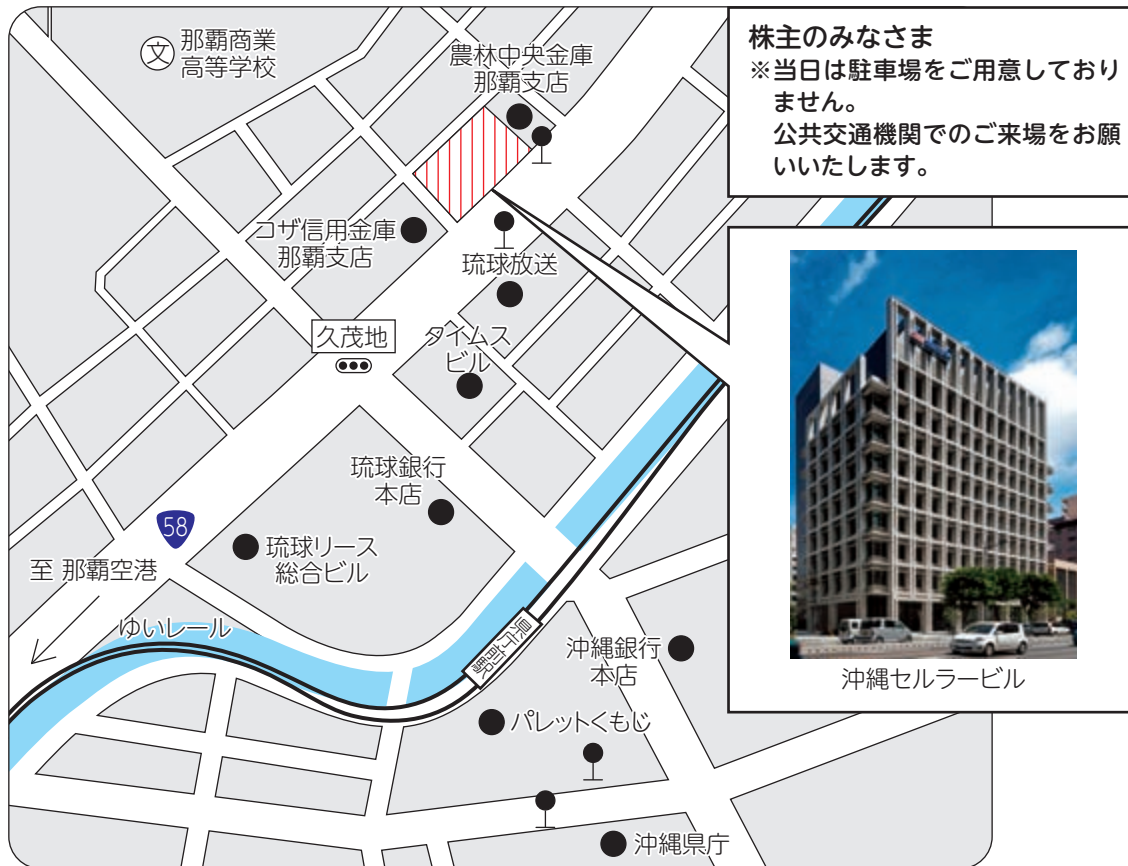 那覇商業
高等学校
文
農林中央金庫
那覇支店
株主のみなさま
※当日は駐車場をご用意しており
ません。
公共交通機関でのご来場をお願
いいたします。
コザ信用金庫
那覇支店
琉球放送
久茂地
タイムス
ビル
琉球銀行
本店
58
琉球リース
総合ビル
至 那覇空港
ゆいレール
県庁前駅
沖縄銀行
本店
パレットくもじ
沖縄県庁
沖縄セルラービル